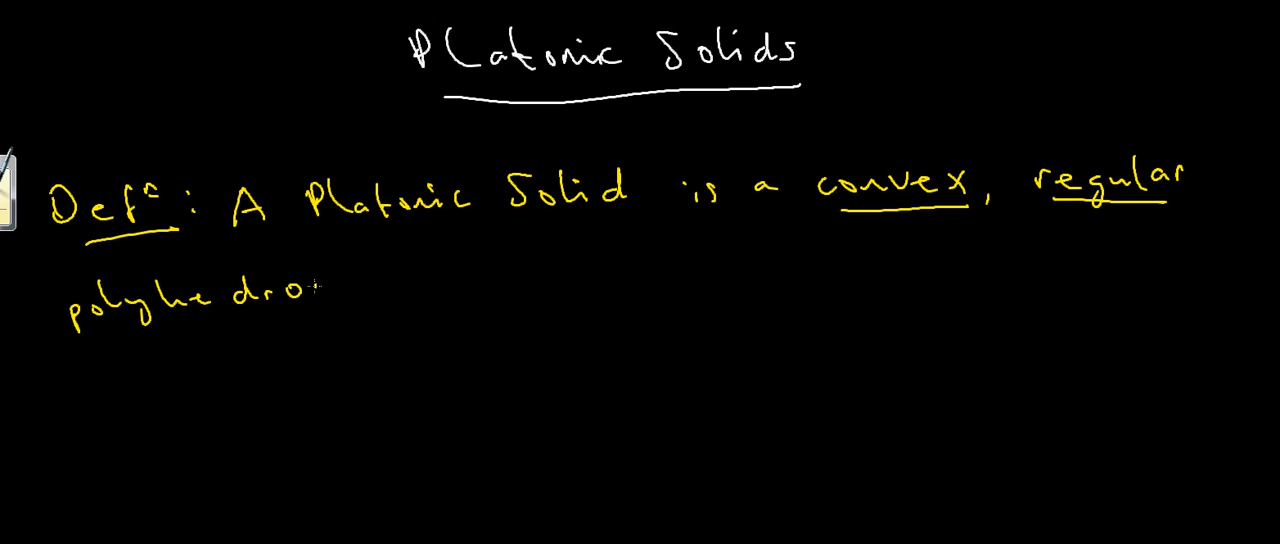 Platonic Solids
Defⁿ: A Platonic Solid is a convex, regular
polyhedro